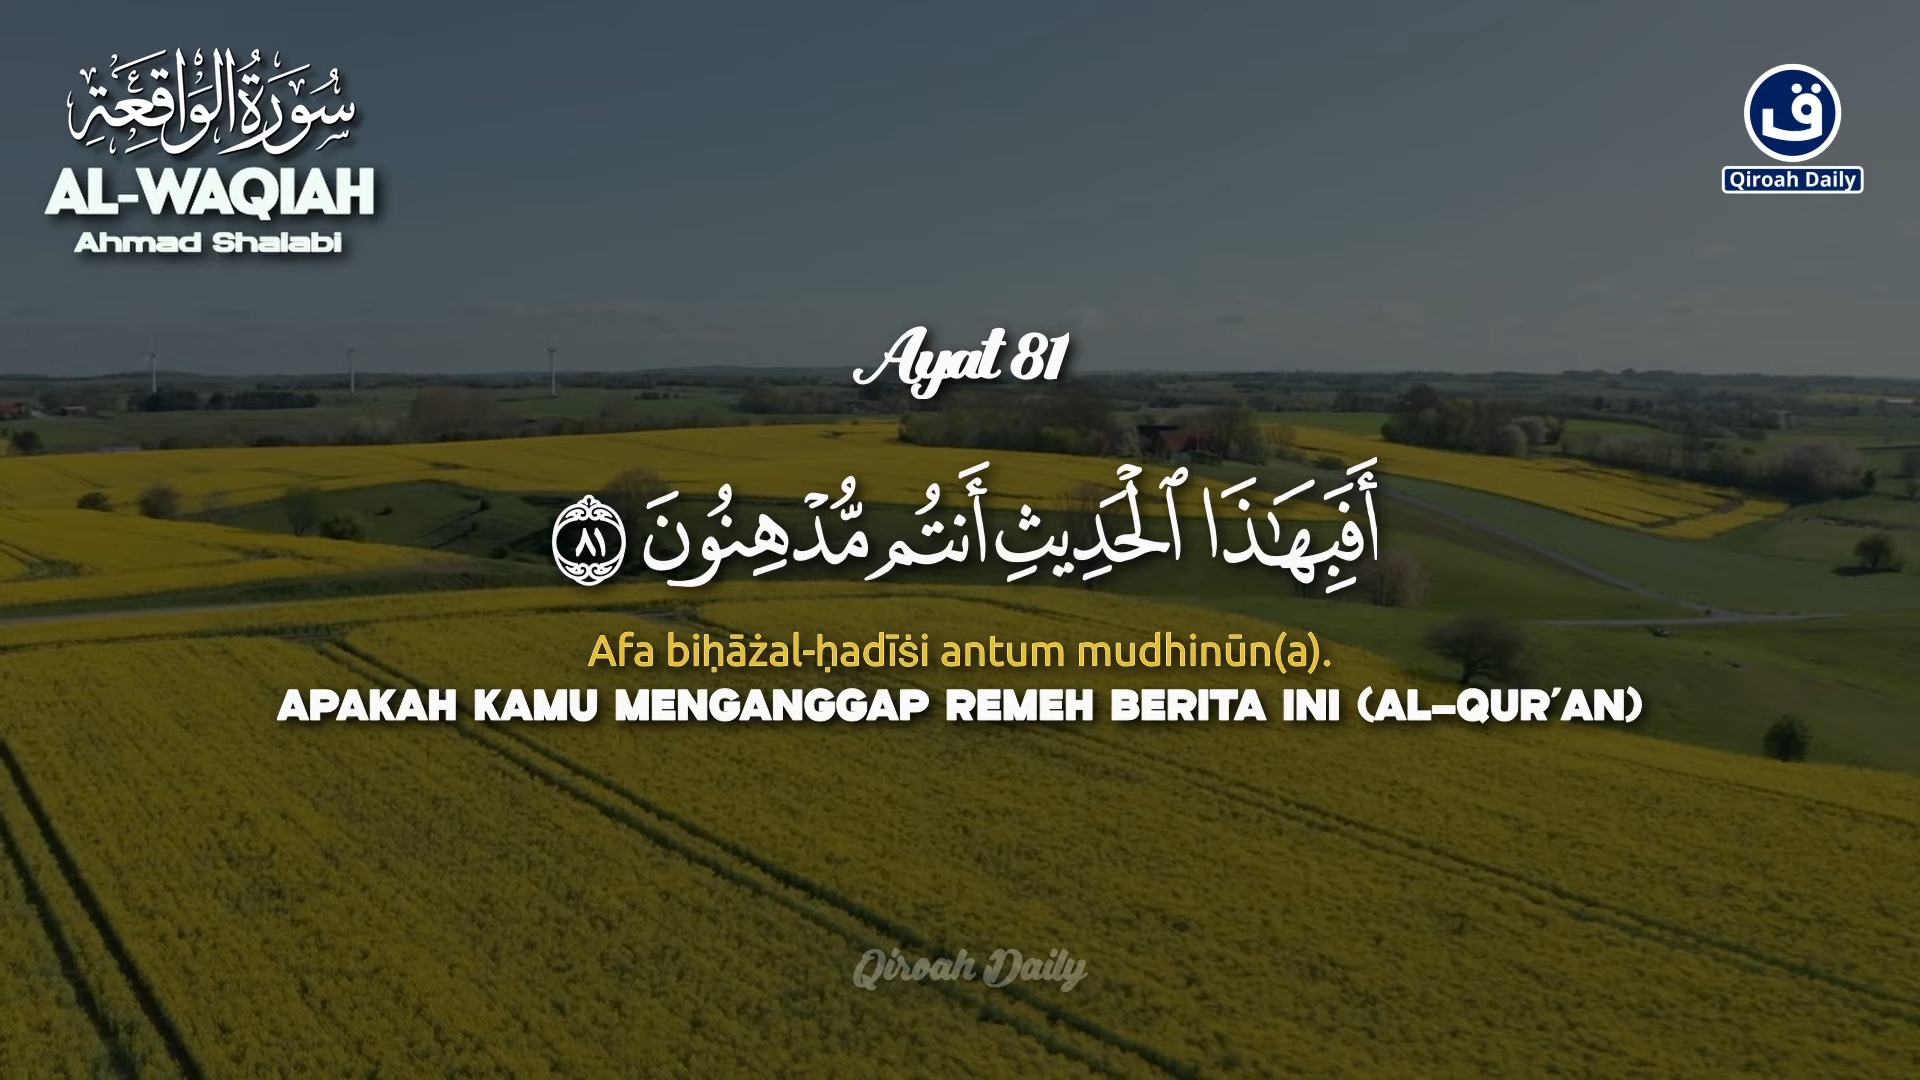 سُورَةُ الوَاقِعَةِ
AL-WAQIAH
Ahmad Shalabi
ق
Qiroah Daily
Ayat 81
أَفَبِهَـٰذَا ٱلْحَدِيثِ أَنتُم مُّدْهِنُونَ ٨١
Afa biḥāżal-ḥadīṡi antum mudhinūn(a).
APAKAH KAMU MENGANGGAP REMEH BERITA INI (AL-QUR'AN)
Qiroah Daily